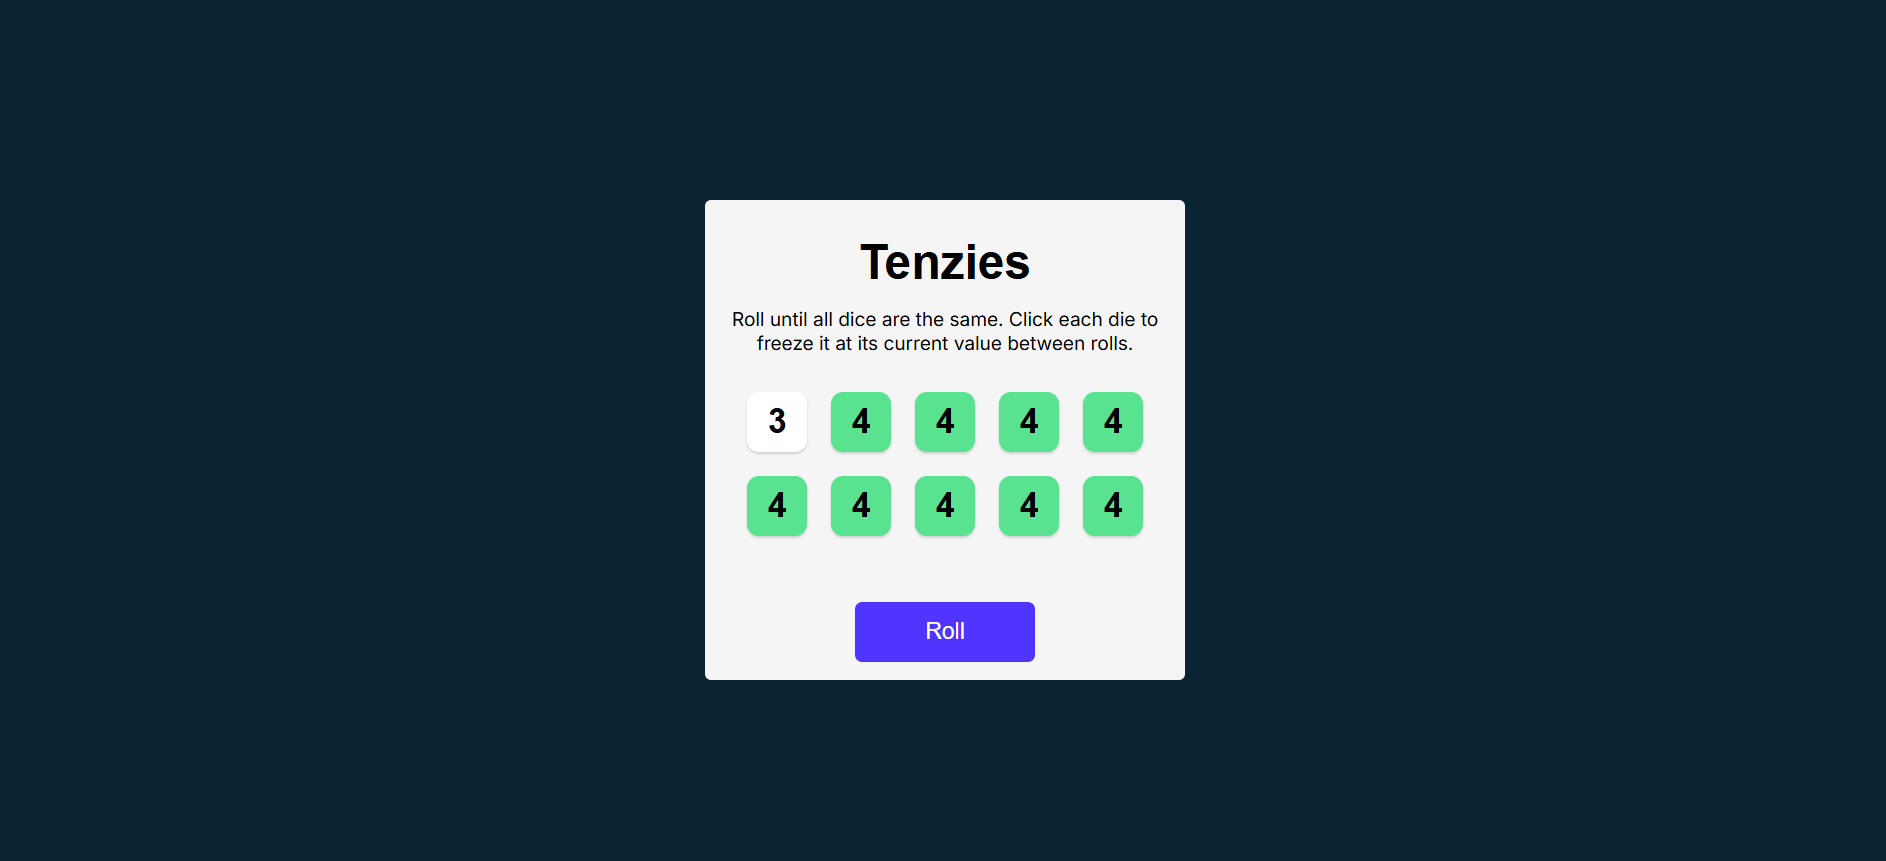 Tenzies
Roll until all dice are the same. Click each die to
freeze it at its current value between rolls.
3 4 4 4 4
4 4 4 4 4
Roll